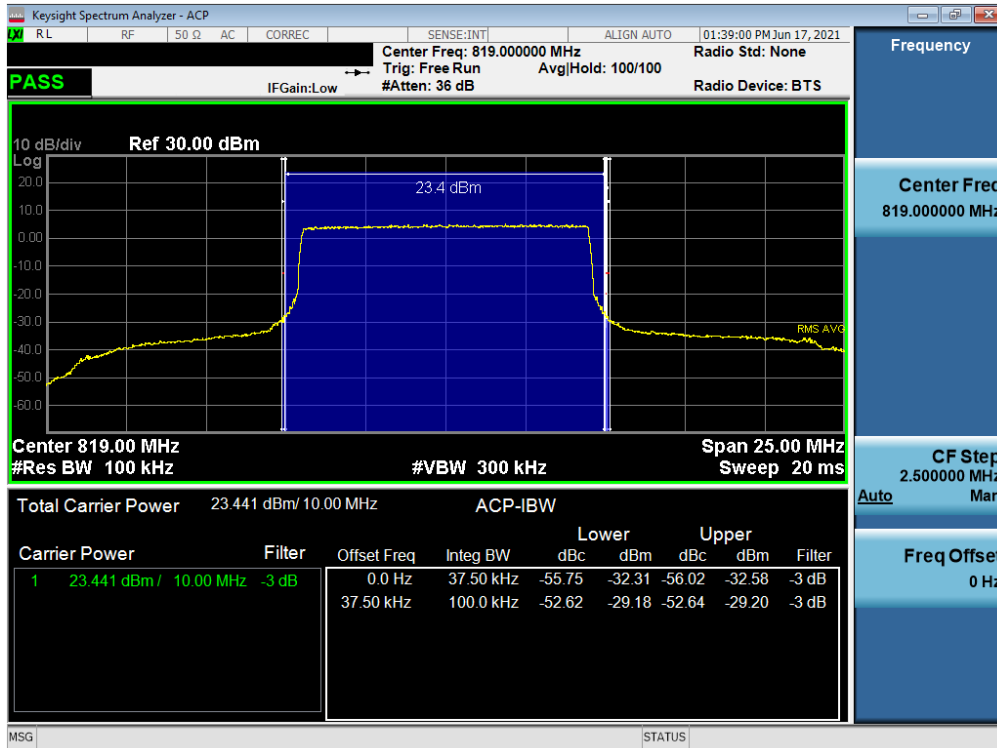 Keysight Spectrum Analyzer - ACP
LXI RL RF 50 Ω AC CORREC SENSE:INT ALIGN AUTO 01:39:00 PM Jun 17, 2021
Center Freq: 819.000000 MHz Radio Std: None
Trig: Free Run Avg|Hold: 100/100
PASS IFGain:Low #Atten: 36 dB Radio Device: BTS
Frequency
10 dB/div Ref 30.00 dBm
Log
20.0
10.0
0.00
-10.0
-20.0
-30.0
-40.0
-50.0
-60.0
23.4 dBm
RMS AVG
Center 819.00 MHz Span 25.00 MHz
#Res BW 100 kHz #VBW 300 kHz Sweep 20 ms
Center Freq
819.000000 MHz
CF Step
2.500000 MHz
Auto Man
Freq Offset
0 Hz
Total Carrier Power 23.441 dBm/ 10.00 MHz ACP-IBW
Lower Upper
Carrier Power Filter Offset Freq Integ BW dBc dBm dBc dBm Filter
1 23.441 dBm / 10.00 MHz -3 dB 0.0 Hz 37.50 kHz -55.75 -32.31 -56.02 -32.58 -3 dB
37.50 kHz 100.0 kHz -52.62 -29.18 -52.64 -29.20 -3 dB
MSG STATUS